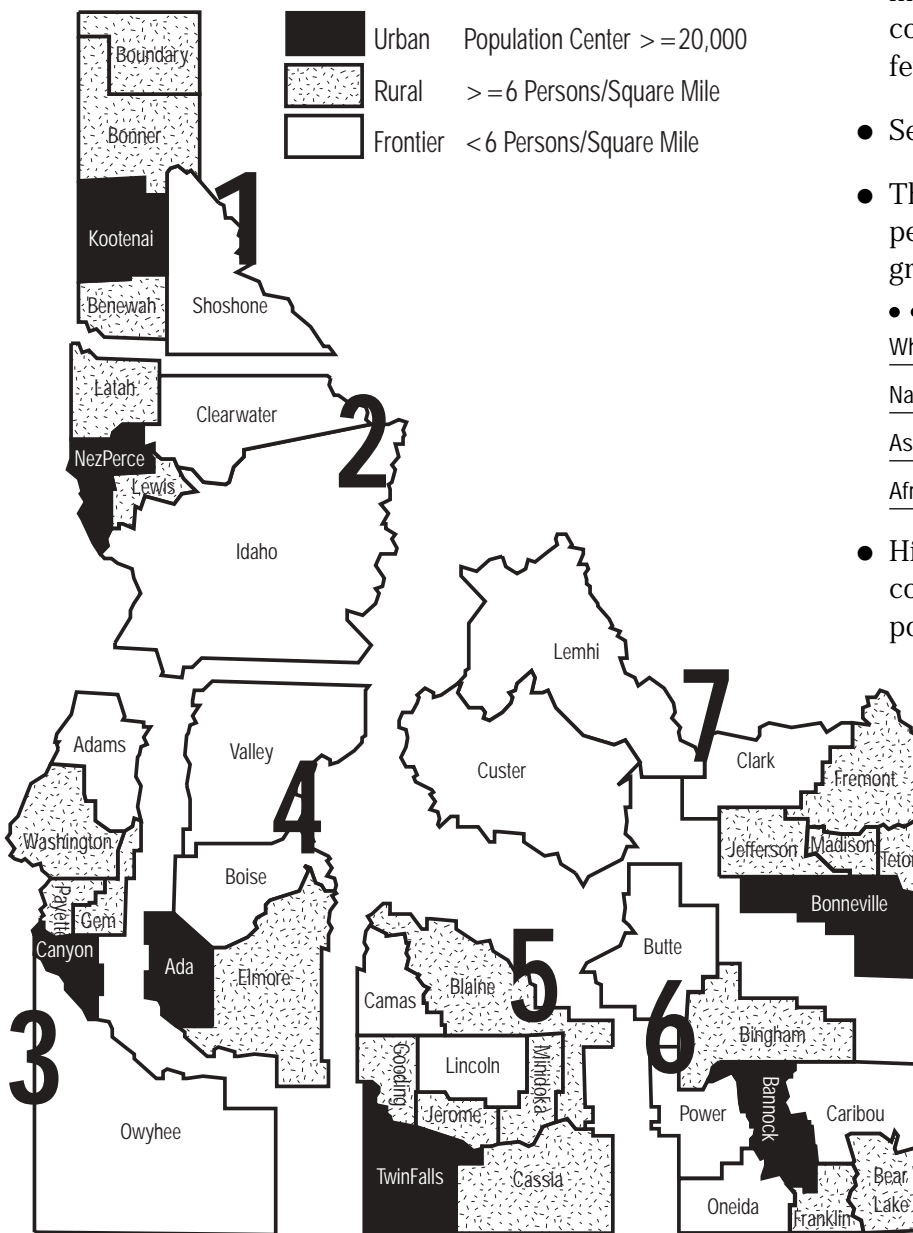 Urban Population Center >=20,000
Rural >=6 Persons/Square Mile
Frontier <6 Persons/Square Mile
Boundary
Bonner
1
Kootenai
Benewah
Shoshone
Latah
Clearwater
2
NezPerce
Lewis
Idaho
Lemhi
7
Adams
Valley
Custer
Clark
Fremont
4
Washington
Jefferson
Madison
Teton
Boise
Payette
Gem
Bonneville
Canyon
Ada
Elmore
Butte
Camas
Blaine
5
6
Bingham
3
Gooding
Lincoln
Minidoka
Jerome
Power
Bannock
Caribou
Owyhee
TwinFalls
Cassia
Oneida
Franklin
Bear
Lake
co
fe
● Se
● Th
pe
gr
● ●
Wh
Na
As
Afr
● Hi
co
po